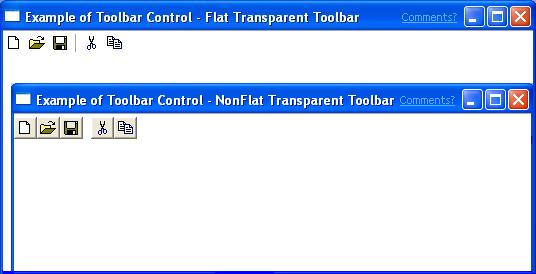 Example of Toolbar Control - Flat Transparent Toolbar Comments?
Example of Toolbar Control - NonFlat Transparent Toolbar Comments?